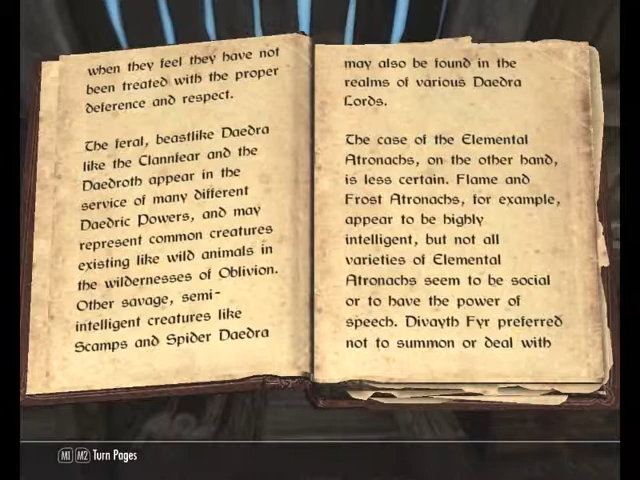 when they feel they have not
been treated with the proper
deference and respect.
The feral, beastlike Daedra
like the Clannfear and the
Daedroth appear in the
service of many different
Daedric Powers, and may
represent common creatures
existing like wild animals in
the wildernesses of Oblivion.
Other savage, semi-
intelligent creatures like
Scamps and Spider Daedra
may also be found in the
realms of various Daedra
Lords.
The case of the Elemental
Atronachs, on the other hand,
is less certain. Flame and
Frost Atronachs, for example,
appear to be highly
intelligent, but not all
varieties of Elemental
Atronachs seem to be social
or to have the power of
speech. Divayth Fyr preferred
not to summon or deal with
M1 M2 Turn Pages